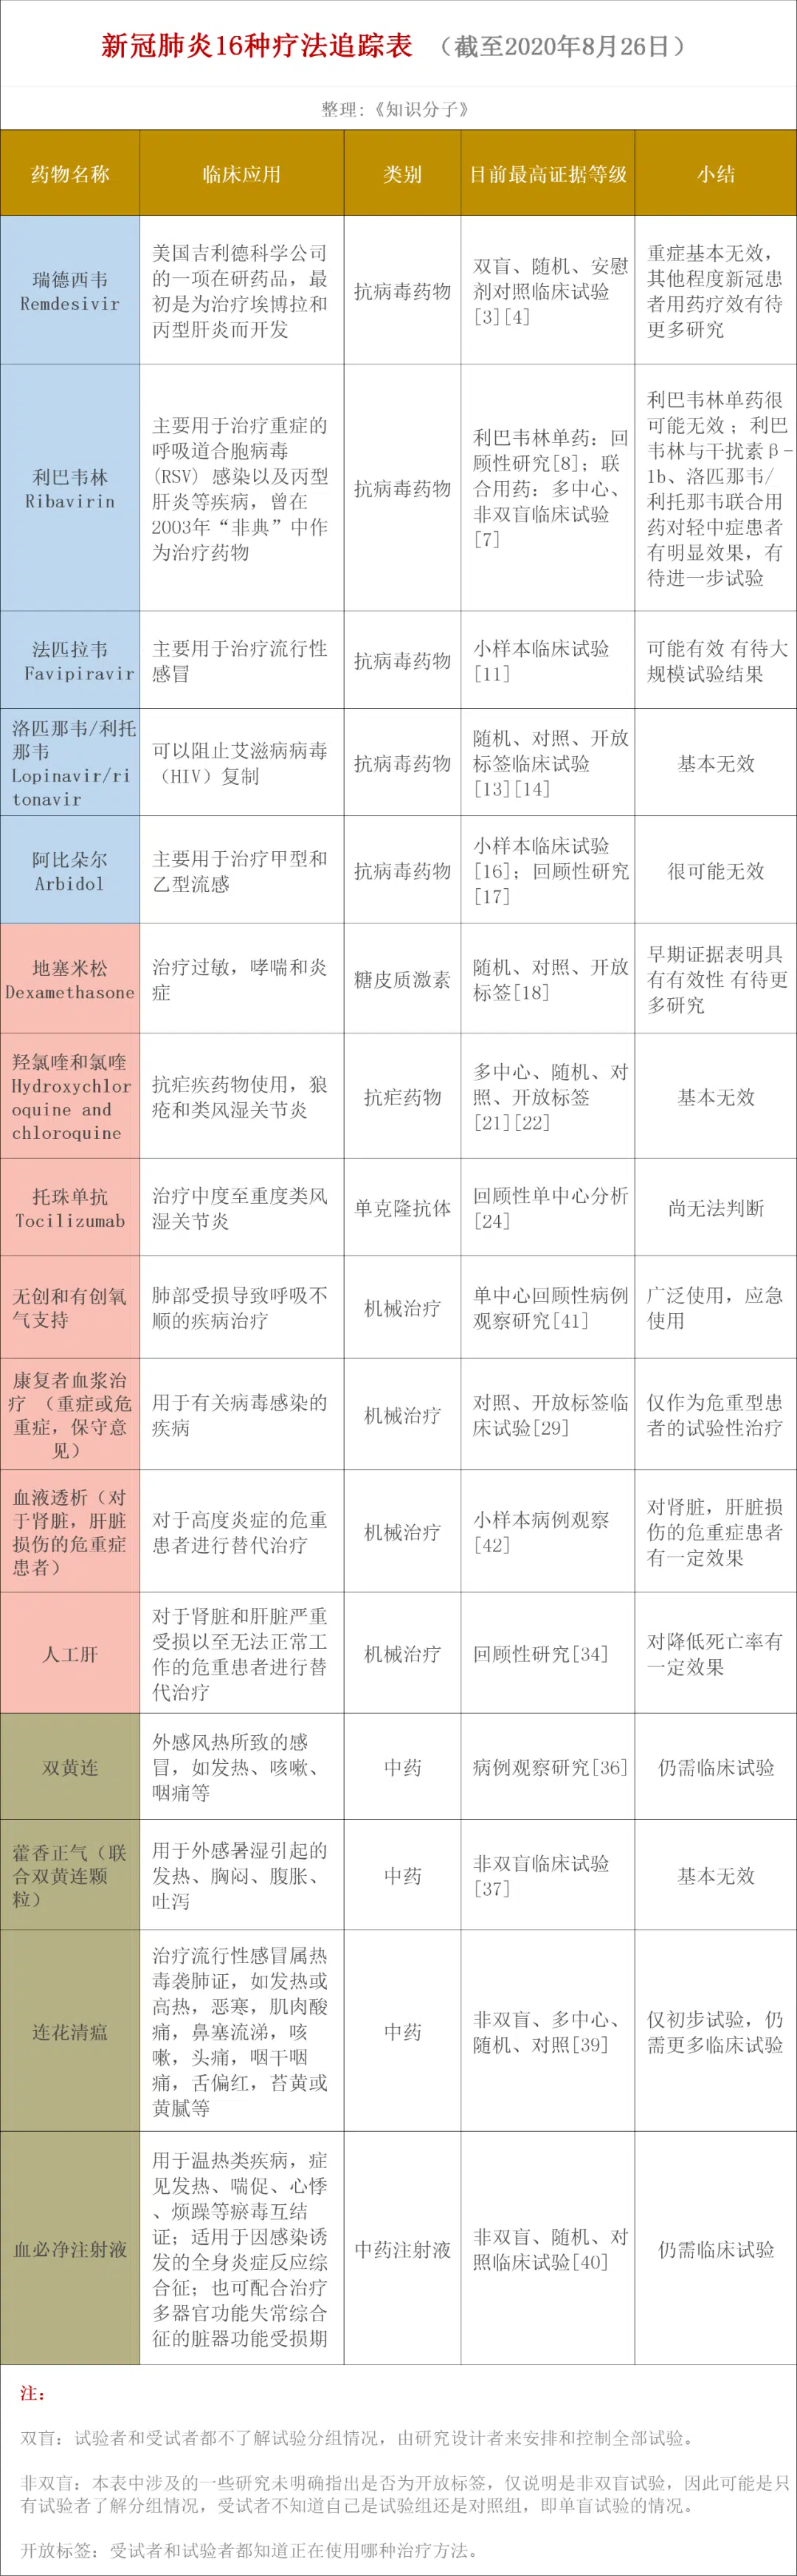 新冠肺炎16种疗法追踪表 （截至2020年8月26日）
整理:《知识分子》
药物名称
临床应用
类别
目前最高证据等级
小结
瑞德西韦
Remdesivir
美国吉利德科学公司
的一项在研药品，最
初是为治疗埃博拉和
丙型肝炎而开发
抗病毒药物
双盲、随机、安慰
剂对照临床试验
[3][4]
重症基本无效，
其他程度新冠患
者用药疗效有待
更多研究
利巴韦林
Ribavirin
主要用于治疗重症的
呼吸道合胞病毒
(RSV) 感染以及丙型
肝炎等疾病，曾在
2003年“非典”中作
为治疗药物
抗病毒药物
利巴韦林单药：回
顾性研究[8]；联
合用药：多中心、
非双盲临床试验
[7]
利巴韦林单药很
可能无效 ；利巴
韦林与干扰素β-
1b、洛匹那韦/
利托那韦联合用
药对轻中症患者
有明显效果，有
待进一步试验
法匹拉韦
Favipiravir
主要用于治疗流行性
感冒
抗病毒药物
小样本临床试验
[11]
可能有效 有待大
规模试验结果
洛匹那韦/利托
那韦
Lopinavir/ri
tonavir
可以阻止艾滋病病毒
（HIV）复制
抗病毒药物
随机、对照、开放
标签临床试验
[13][14]
基本无效
阿比朵尔
Arbidol
主要用于治疗甲型和
乙型流感
抗病毒药物
小样本临床试验
[16]；回顾性研究
[17]
很可能无效
地塞米松
Dexamethasone
治疗过敏，哮喘和炎
症
糖皮质激素
随机、对照、开放
标签[18]
早期证据表明具
有有效性 有待更
多研究
羟氯喹和氯喹
Hydroxychlor
oquine and
chloroquine
抗疟疾药物使用，狼
疮和类风湿关节炎
抗疟药物
多中心、随机、对
照、开放标签
[21][22]
基本无效
托珠单抗
Tocilizumab
治疗中度至重度类风
湿关节炎
单克隆抗体
回顾性单中心分析
[24]
尚无法判断
无创和有创氧
气支持
肺部受损导致呼吸不
顺的疾病治疗
机械治疗
单中心回顾性病例
观察研究[41]
广泛使用，应急
使用
康复者血浆治
疗 （重症或危
重症，保守意
见）
用于有关病毒感染的
疾病
机械治疗
对照、开放标签临
床试验[29]
仅作为危重型患
者的试验性治疗
血液透析（对
于肾脏，肝脏
损伤的危重症
患者）
对于高度炎症的危重
患者进行替代治疗
机械治疗
小样本病例观察
[42]
对肾脏，肝脏损
伤的危重症患者
有一定效果
人工肝
对于肾脏和肝脏严重
受损以至无法正常工
作的危重患者进行替
代治疗
机械治疗
回顾性研究[34]
对降低死亡率有
一定效果
双黄连
外感风热所致的感
冒，如发热、咳嗽、
咽痛等
中药
病例观察研究[36]
仍需临床试验
藿香正气（联
合双黄连颗
粒）
用于外感暑湿引起的
发热、胸闷、腹胀、
吐泻
中药
非双盲临床试验
[37]
基本无效
连花清瘟
治疗流行性感冒属热
毒袭肺证，如发热或
高热，恶寒，肌肉酸
痛，鼻塞流涕，咳
嗽，头痛，咽干咽
痛，舌偏红，苔黄或
黄腻等
中药
非双盲、多中心、
随机、对照[39]
仅初步试验，仍
需更多临床试验
血必净注射液
用于温热类疾病，症
见发热、喘促、心悸
、烦躁等瘀毒互结
证；适用于因感染诱
发的全身炎症反应综
合征；也可配合治疗
多器官功能失常综合
征的脏器功能受损期
中药注射液
非双盲、随机、对
照临床试验[40]
仍需临床试验
注：
双盲：试验者和受试者都不了解试验分组情况，由研究设计者来安排和控制全部试验。
非双盲：本表中涉及的一些研究未明确指出是否为开放标签，仅说明是非双盲试验，因此可能是只
有试验者了解分组情况，受试者不知道自己是试验组还是对照组，即单盲试验的情况。
开放标签：受试者和试验者都知道正在使用哪种治疗方法。